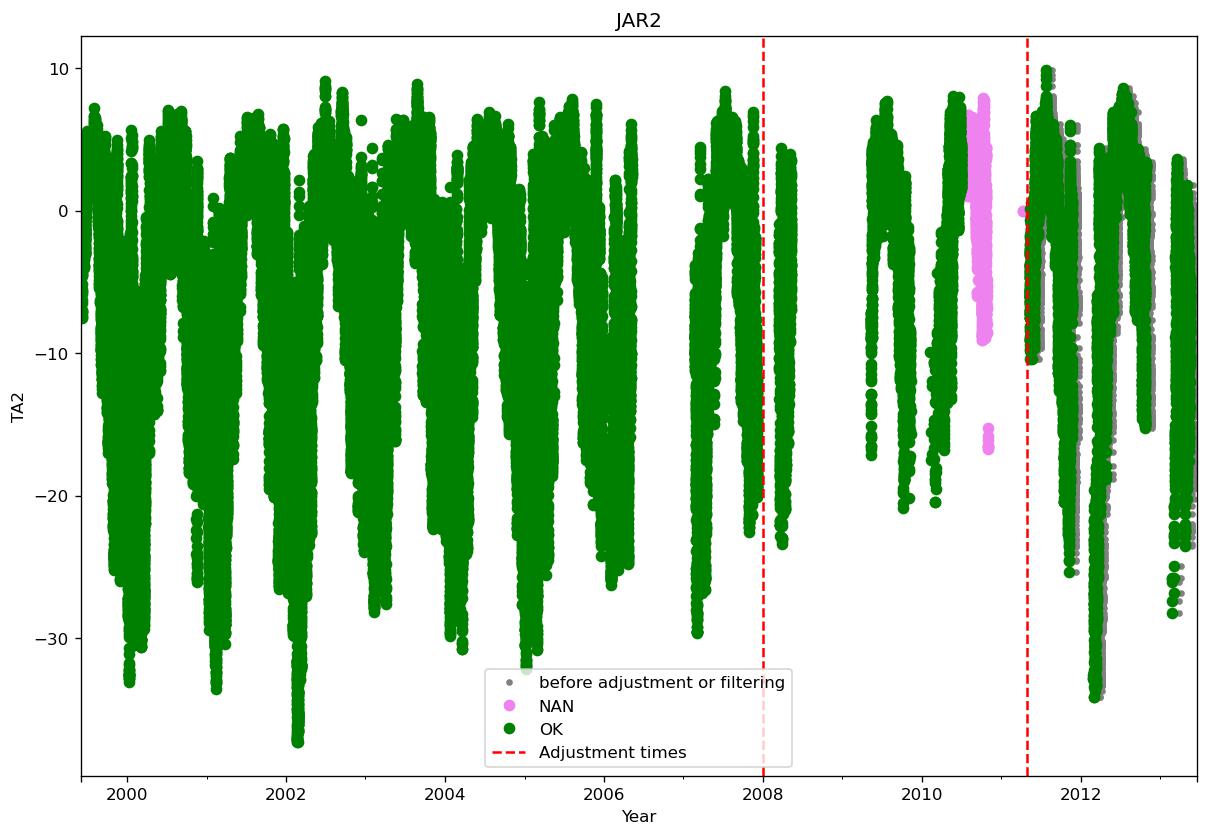 JAR2
10
0
−10
−20
−30
TA2
before adjustment or filtering
NAN
OK
Adjustment times
2000 2002 2004 2006 2008 2010 2012
Year